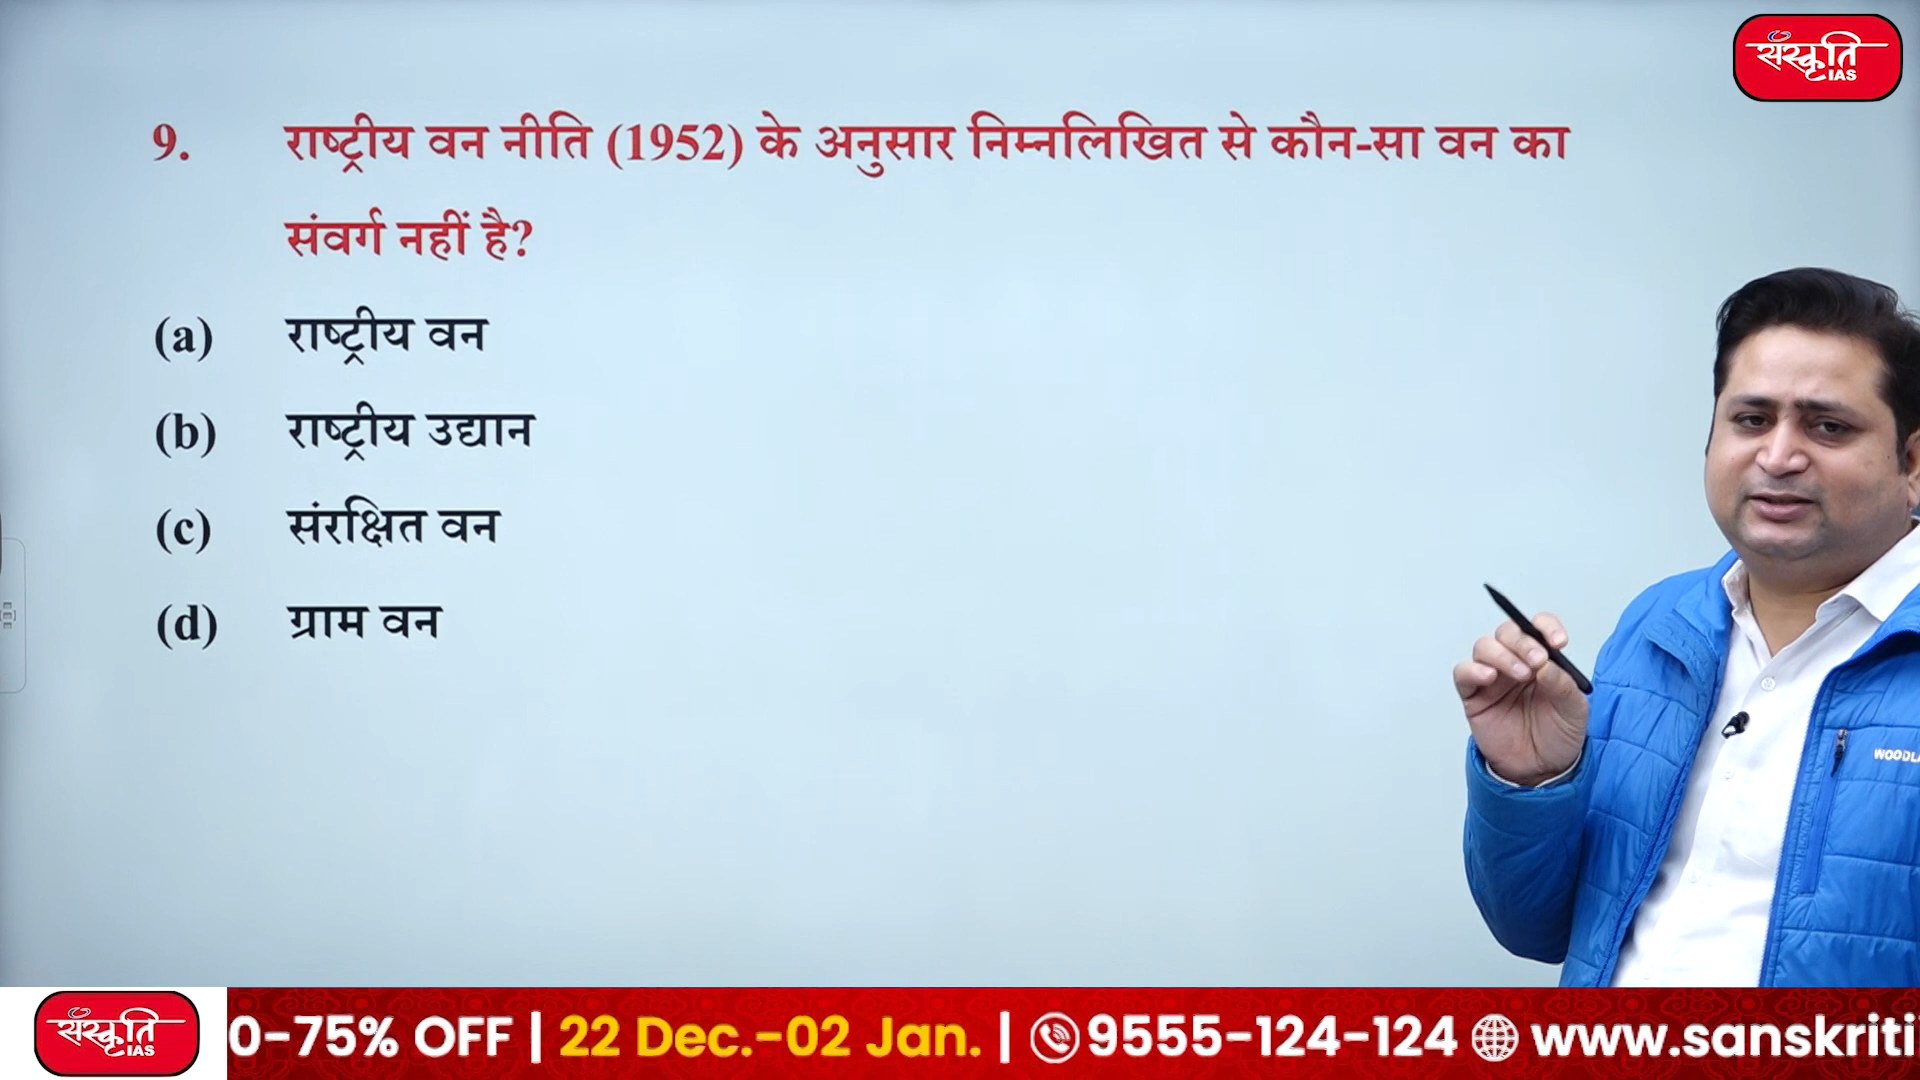 संस्कृति
IAS
9. राष्ट्रीय वन नीति (1952) के अनुसार निम्नलिखित से कौन-सा वन का
संवर्ग नहीं है?
(a) राष्ट्रीय वन
(b) राष्ट्रीय उद्यान
(c) संरक्षित वन
(d) ग्राम वन
WOODLA
संस्कृति
IAS
0-75% OFF | 22 Dec.-02 Jan. | 9555-124-124 www.sanskriti